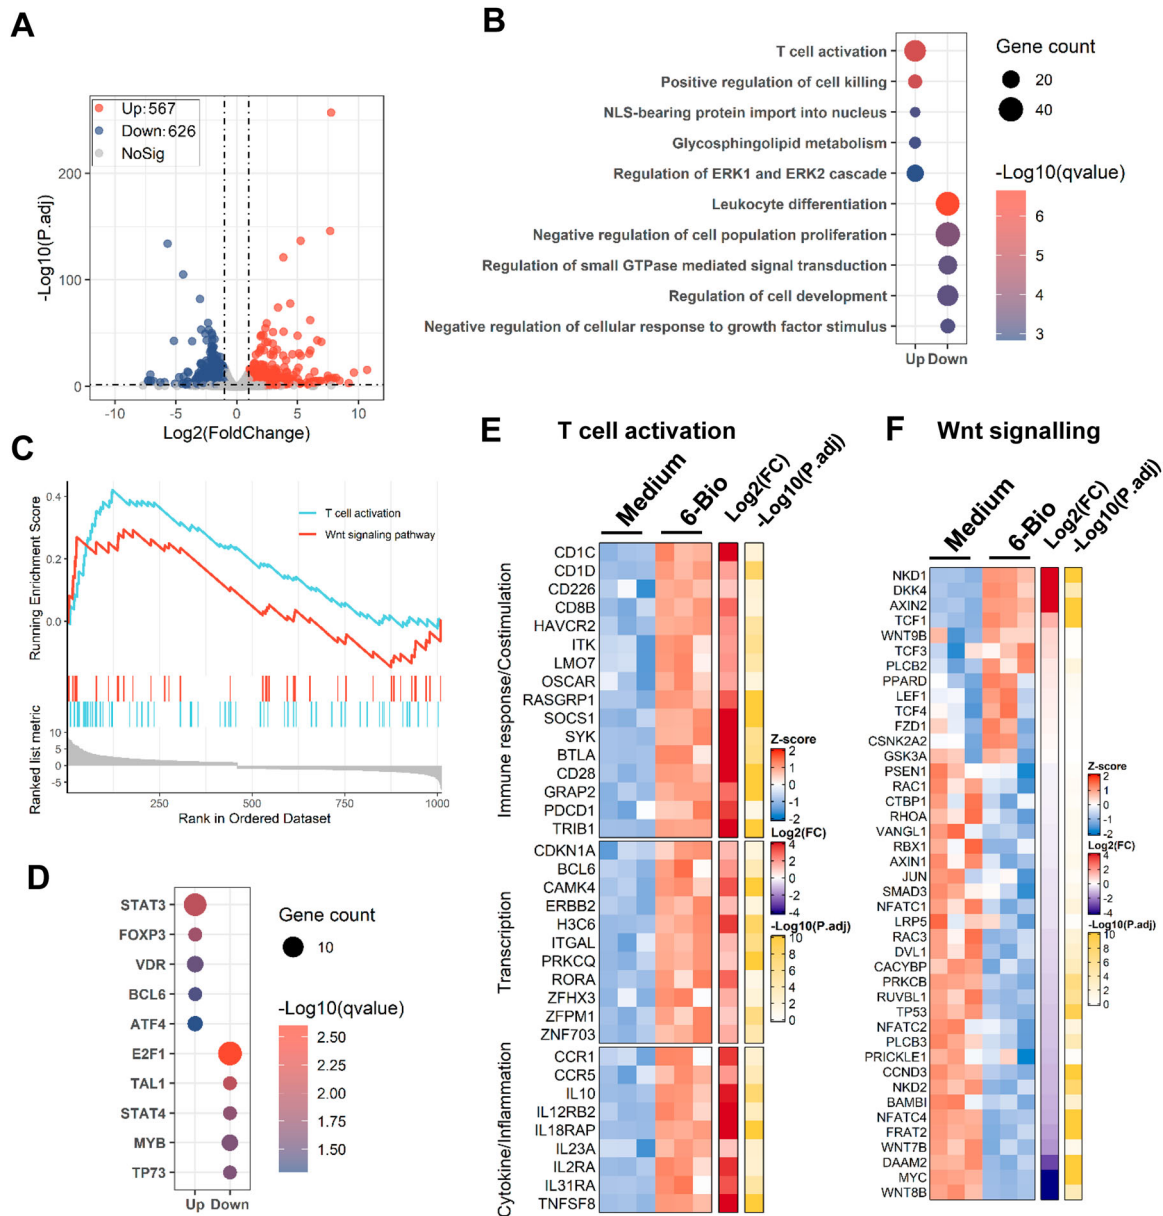 A
Up:567
Down:626
NoSig
200
100
0
-10
-5
0
5
10
-Log10(P.adj)
Log2(FoldChange)
B
T cell activation
Positive regulation of cell killing
NLS-bearing protein import into nucleus
Glycosphingolipid metabolism
Regulation of ERK1 and ERK2 cascade
Leukocyte differentiation
Negative regulation of cell population proliferation
Regulation of small GTPase mediated signal transduction
Regulation of cell development
Negative regulation of cellular response to growth factor stimulus
Up Down
Gene count
20
40
-Log10(qvalue)
6
5
4
3
C
Running Enrichment Score
0.4
0.2
0.0
T cell activation
Wnt signaling pathway
Ranked list metric
10
5
0
-5
250
500
750
1000
Rank in Ordered Dataset
D
STAT3
FOXP3
VDR
BCL6
ATF4
E2F1
TAL1
STAT4
MYB
TP73
Up Down
Gene count
10
-Log10(qvalue)
2.50
2.25
2.00
1.75
1.50
E
T cell activation
Medium
6-Bio
Log2(FC)
-Log10(P.adj)
Immune response/Costimulation
CD1C
CD1D
CD226
CD8B
HAVCR2
ITK
LMO7
OSCAR
RASGRP1
SOCS1
SYK
BTLA
CD28
GRAP2
PDCD1
TRIB1
Transcription
CDKN1A
BCL6
CAMK4
ERBB2
H3C6
ITGAL
PRKCQ
RORA
ZFHX3
ZFPM1
ZNF703
Cytokine/Inflammation
CCR1
CCR5
IL10
IL12RB2
IL18RAP
IL23A
IL2RA
IL31RA
TNFSF8
Z-score
2
1
0
-1
-2
Log2(FC)
4
2
0
-2
-4
-Log10(P.adj)
10
8
6
4
2
0
F
Wnt signalling
Medium
6-Bio
Log2(FC)
-Log10(P.adj)
NKD1
DKK4
AXIN2
TCF1
WNT9B
TCF3
PLCB2
PPARD
LEF1
TCF4
FZD1
CSNK2A2
GSK3A
PSEN1
RAC1
CTBP1
RHOA
VANGL1
RBX1
AXIN1
JUN
SMAD3
NFATC1
LRP5
RAC3
DVL1
CACYBP
PRKCB
RUVBL1
TP53
NFATC2
PLCB3
PRICKLE1
CCND3
NKD2
BAMBI
NFATC4
FRAT2
WNT7B
DAAM2
MYC
WNT8B
Z-score
2
1
0
-1
-2
Log2(FC)
4
2
0
-2
-4
-Log10(P.adj)
10
8
6
4
2
0